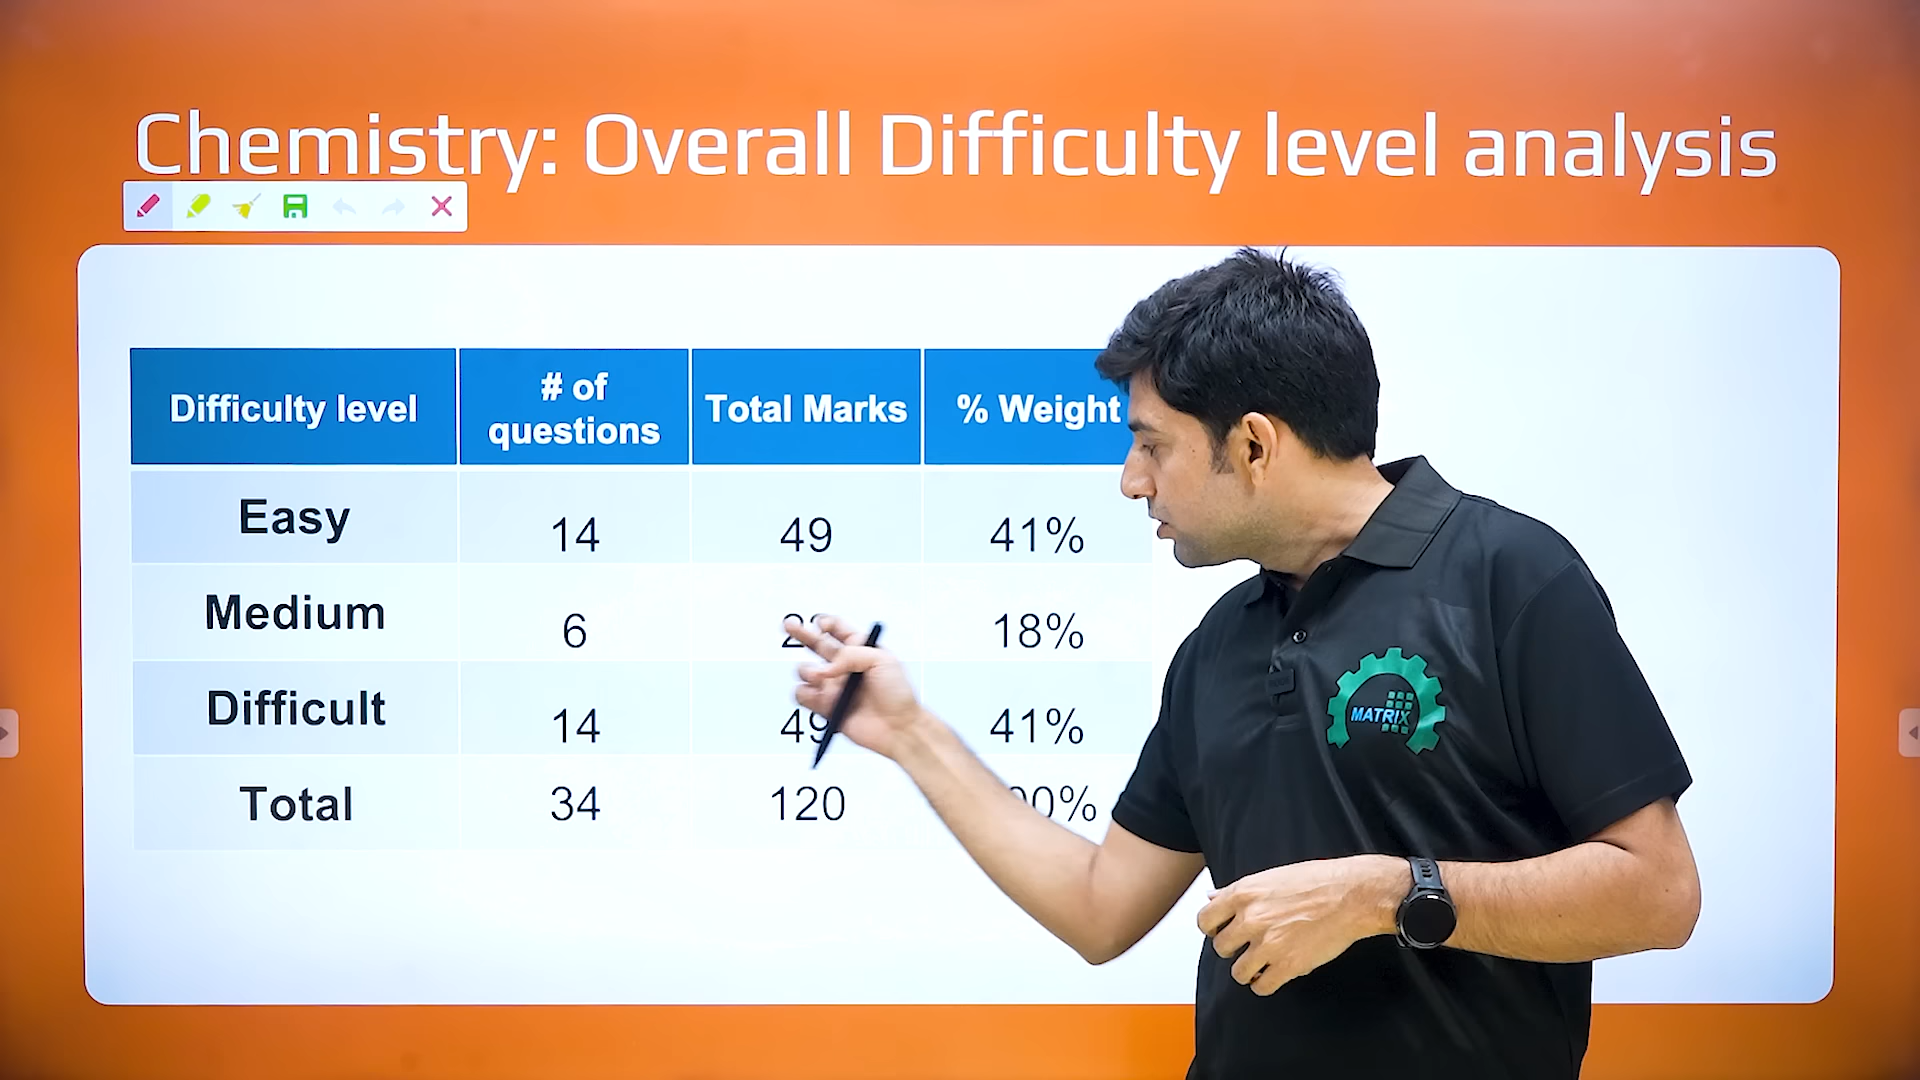 Chemistry: Overall Difficulty level analysis
Difficulty level
# of
questions
Total Marks
% Weight
Easy
14
49
41%
Medium
6
18%
Difficult
14
49
41%
Total
34
120
MATRIX